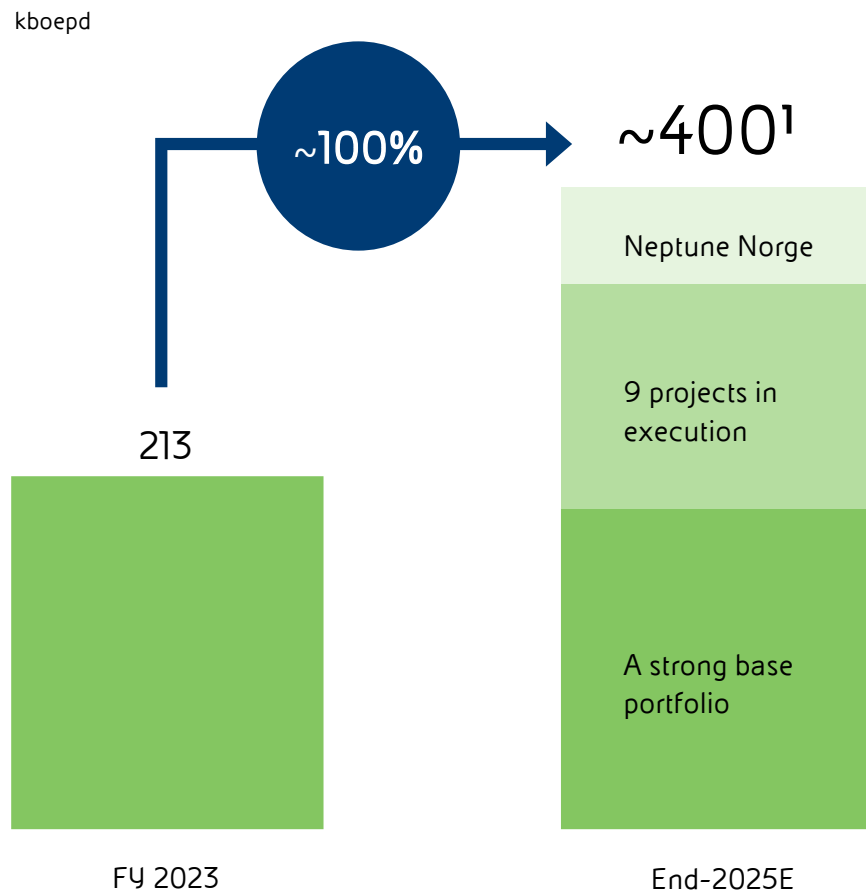 kboepd
~100%
~400¹
Neptune Norge
9 projects in
execution
213
A strong base
portfolio
FY 2023
End-2025E